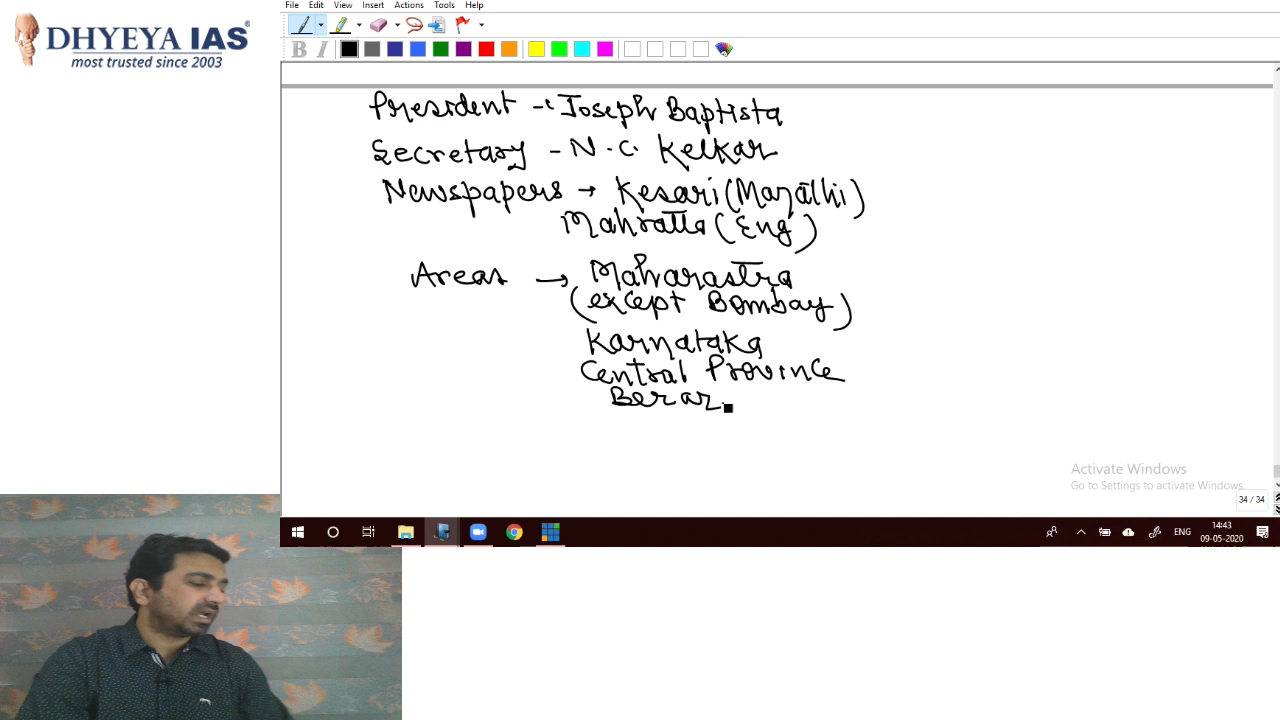 File Edit View Insert Actions Tools Help
DHYEYA IAS®
most trusted since 2003
B I
President -: Joseph Baptista
Secretary - N.C. Kelkar
Newspapers → Kesari (Marathi)
Mahratta (Eng)
Areas → Maharastra
(except Bombay)
Karnataka
Central Province
Berar
Activate Windows
Go to Settings to activate Windows.
34 / 34
ENG
14:43
09-05-2020